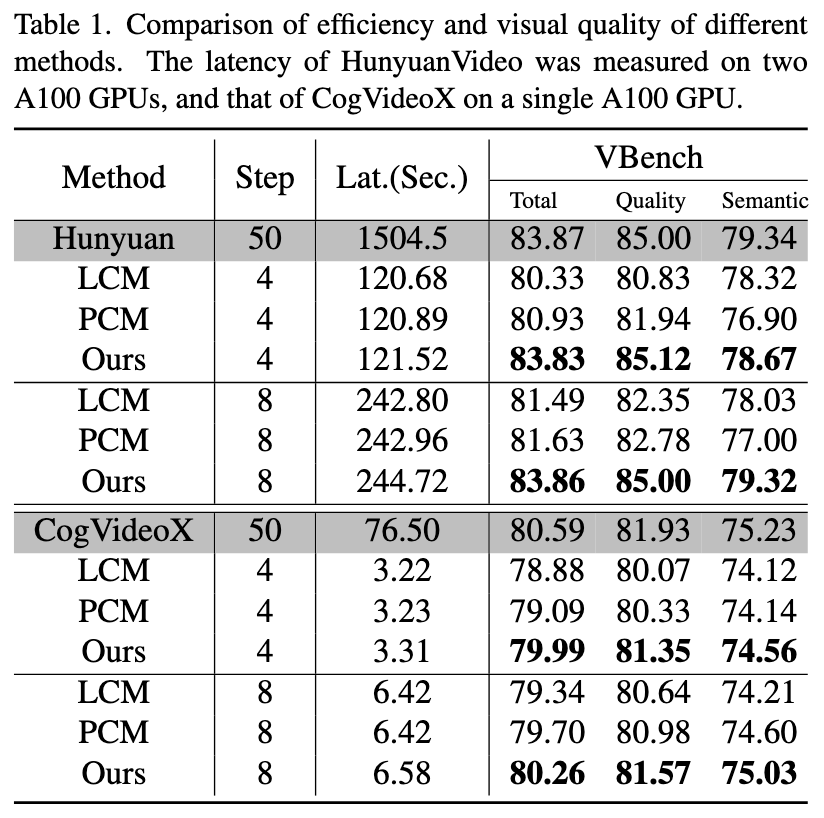 Table 1. Comparison of efficiency and visual quality of different
methods. The latency of HunyuanVideo was measured on two
A100 GPUs, and that of CogVideoX on a single A100 GPU.
Method Step Lat.(Sec.) VBench
Total Quality Semantic
Hunyuan 50 1504.5 83.87 85.00 79.34
LCM 4 120.68 80.33 80.83 78.32
PCM 4 120.89 80.93 81.94 76.90
Ours 4 121.52 83.83 85.12 78.67
LCM 8 242.80 81.49 82.35 78.03
PCM 8 242.96 81.63 82.78 77.00
Ours 8 244.72 83.86 85.00 79.32
CogVideoX 50 76.50 80.59 81.93 75.23
LCM 4 3.22 78.88 80.07 74.12
PCM 4 3.23 79.09 80.33 74.14
Ours 4 3.31 79.99 81.35 74.56
LCM 8 6.42 79.34 80.64 74.21
PCM 8 6.42 79.70 80.98 74.60
Ours 8 6.58 80.26 81.57 75.03